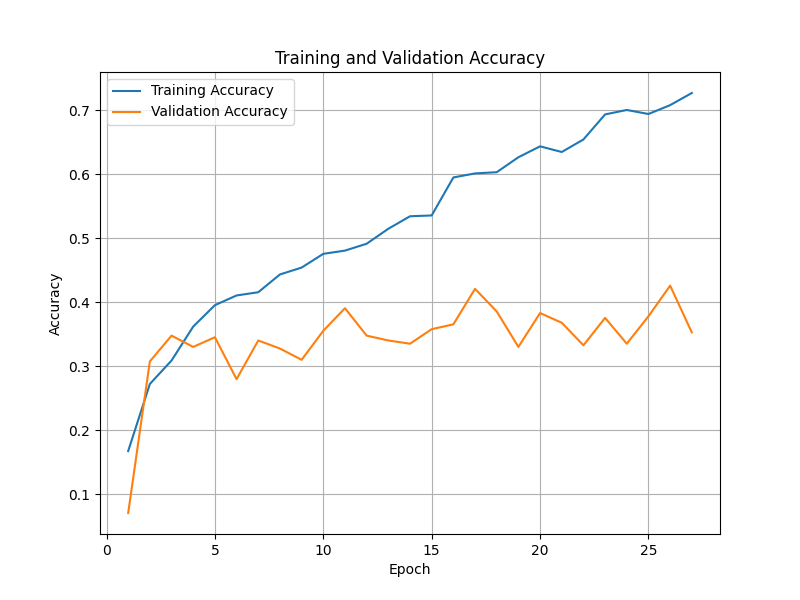 Training and Validation Accuracy
Training Accuracy
Validation Accuracy
0.7
0.6
0.5
0.4
0.3
0.2
0.1
Accuracy
0 5 10 15 20 25
Epoch